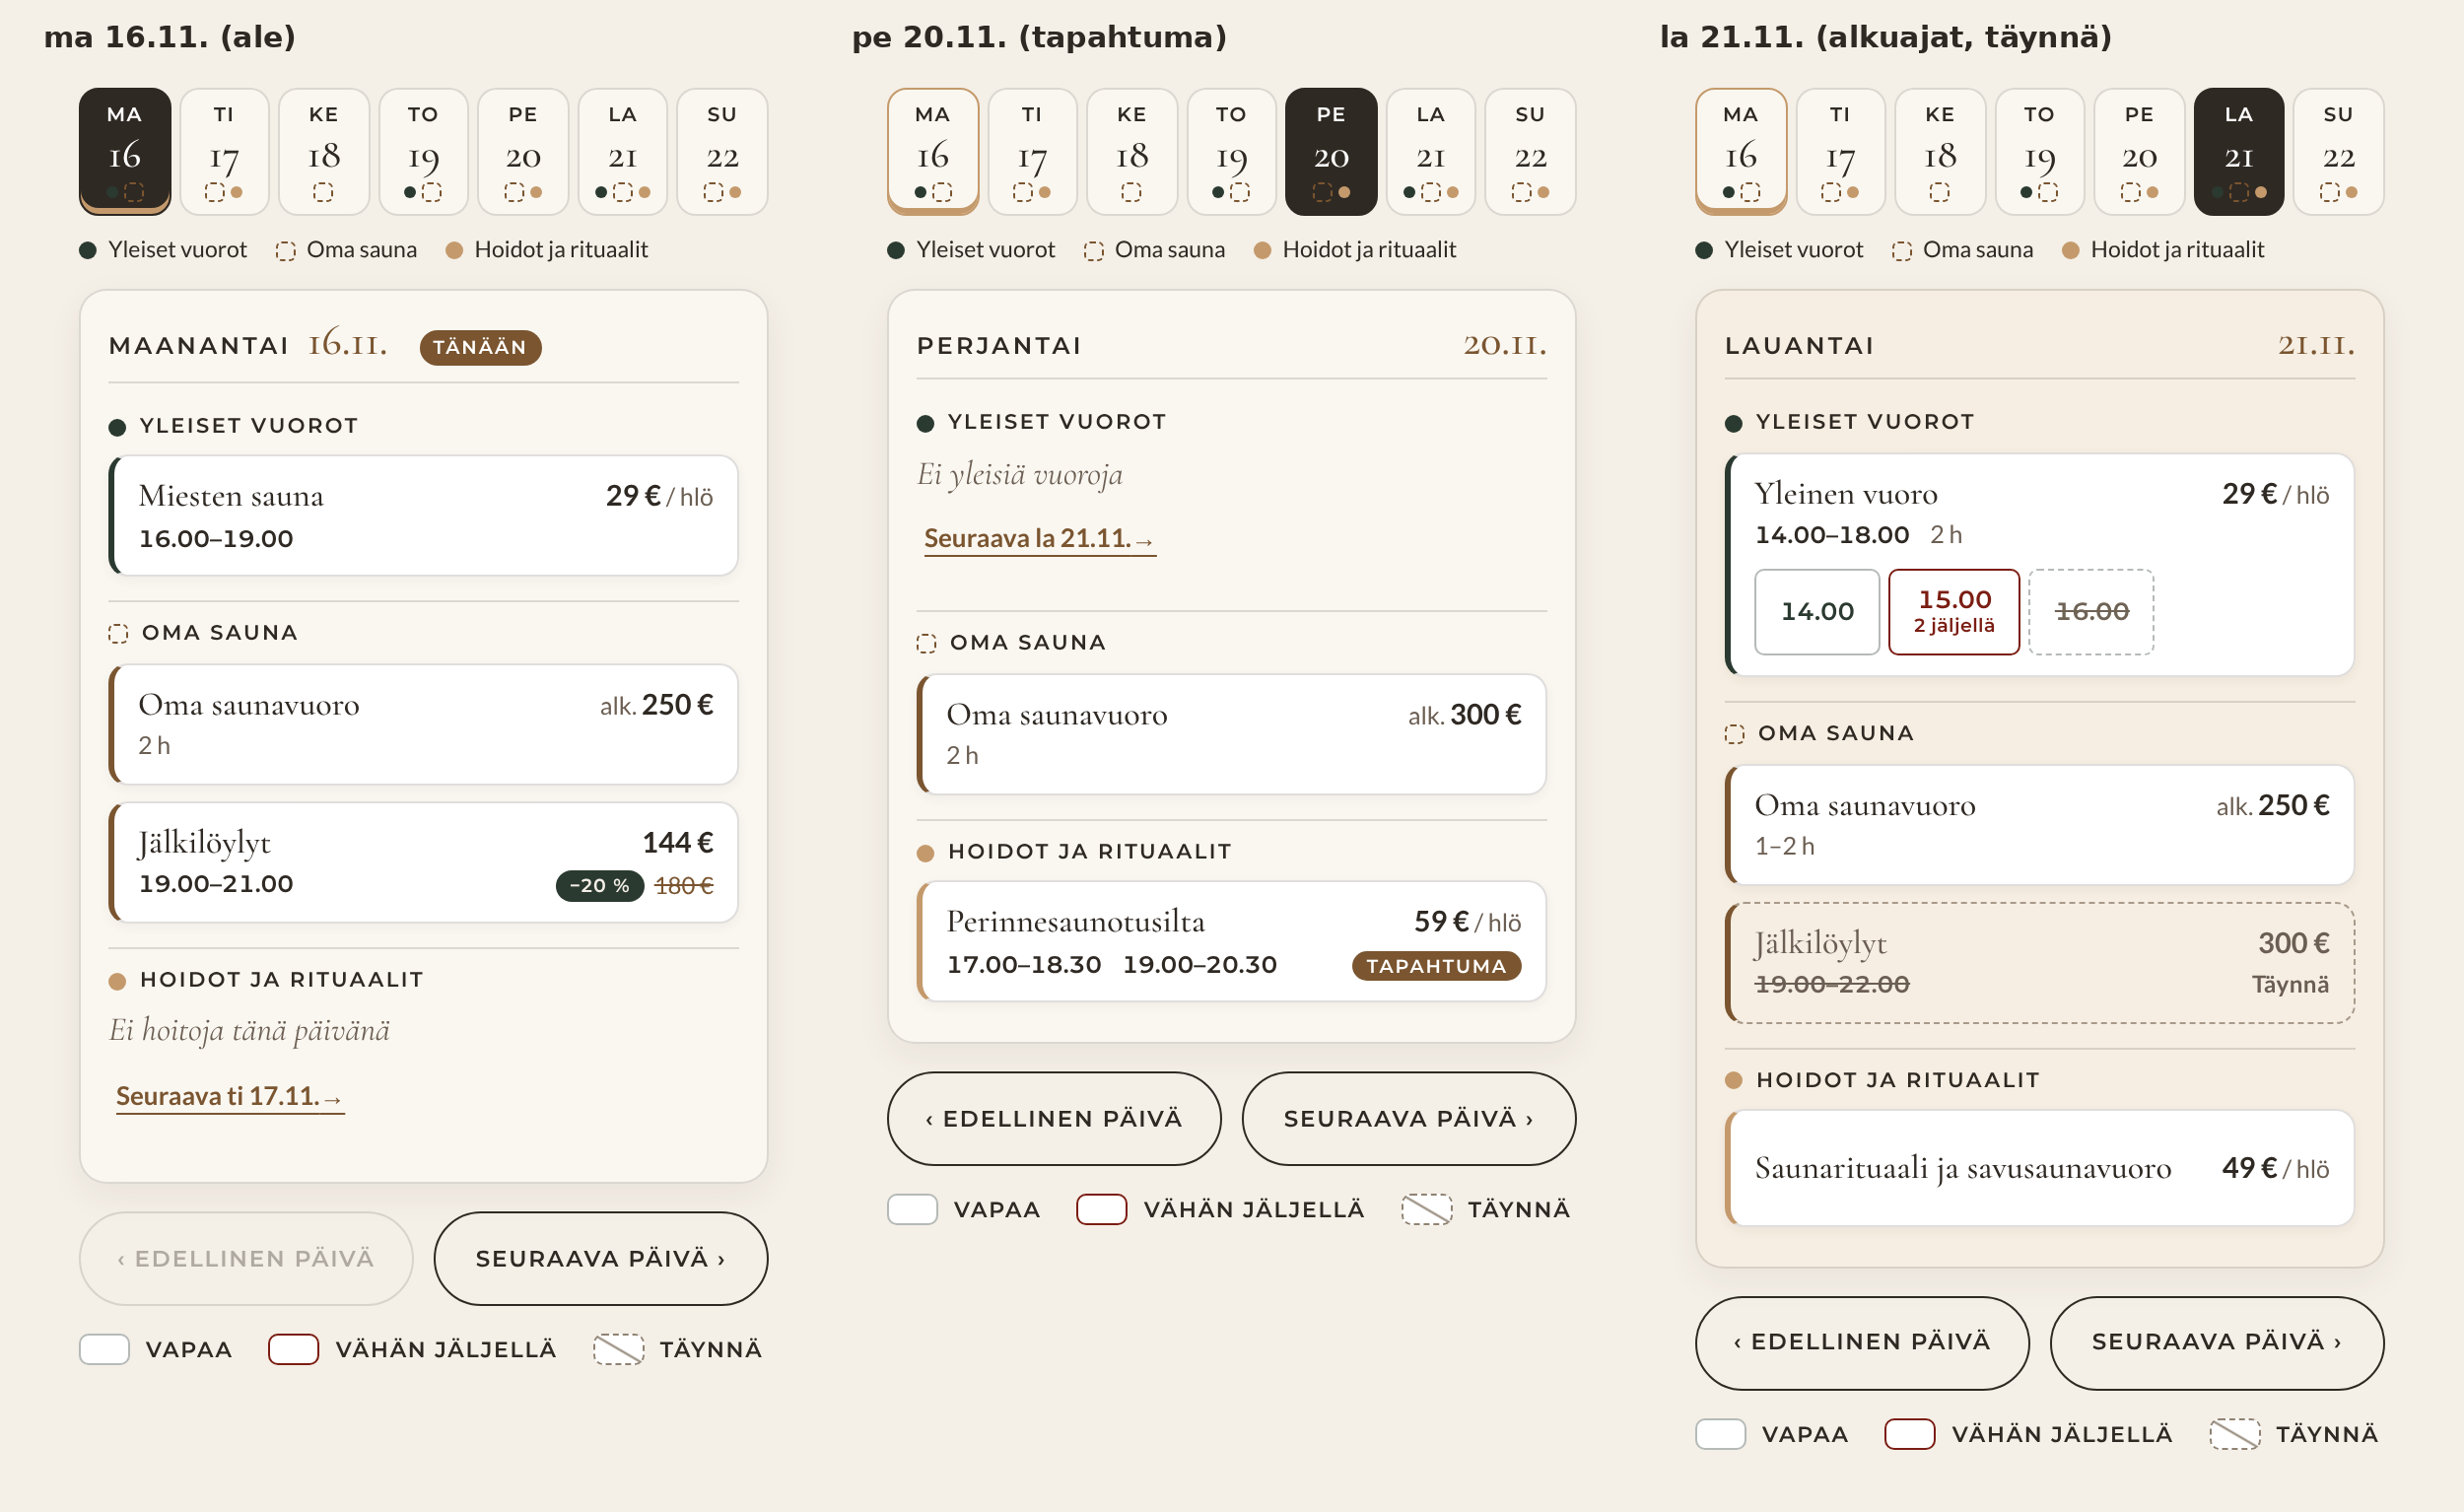 ma 16.11. (ale)
MA TI KE TO PE LA SU
16 17 18 19 20 21 22
Yleiset vuorot Oma sauna Hoidot ja rituaalit
MAANANTAI 16.11. TÄNÄÄN
YLEISET VUOROT
Miesten sauna 29 € / hlö
16.00–19.00
OMA SAUNA
Oma saunavuoro alk. 250 €
2 h
Jälkilöylyt 144 €
19.00–21.00 −20 % 180 €
HOIDOT JA RITUAALIT
Ei hoitoja tänä päivänä
Seuraava ti 17.11.→
‹ EDELLINEN PÄIVÄ SEURAAVA PÄIVÄ ›
VAPAA VÄHÄN JÄLJELLÄ TÄYNNÄ
pe 20.11. (tapahtuma)
MA TI KE TO PE LA SU
16 17 18 19 20 21 22
Yleiset vuorot Oma sauna Hoidot ja rituaalit
PERJANTAI 20.11.
YLEISET VUOROT
Ei yleisiä vuoroja
Seuraava la 21.11.→
OMA SAUNA
Oma saunavuoro alk. 300 €
2 h
HOIDOT JA RITUAALIT
Perinnesaunotusilta 59 € / hlö
17.00–18.30 19.00–20.30 TAPAHTUMA
‹ EDELLINEN PÄIVÄ SEURAAVA PÄIVÄ ›
VAPAA VÄHÄN JÄLJELLÄ TÄYNNÄ
la 21.11. (alkuajat, täynnä)
MA TI KE TO PE LA SU
16 17 18 19 20 21 22
Yleiset vuorot Oma sauna Hoidot ja rituaalit
LAUANTAI 21.11.
YLEISET VUOROT
Yleinen vuoro 29 € / hlö
14.00–18.00 2 h
14.00 15.00 16.00
2 jäljellä
OMA SAUNA
Oma saunavuoro alk. 250 €
1–2 h
Jälkilöylyt 300 €
19.00–22.00 Täynnä
HOIDOT JA RITUAALIT
Saunarituaali ja savusaunavuoro 49 € / hlö
‹ EDELLINEN PÄIVÄ SEURAAVA PÄIVÄ ›
VAPAA VÄHÄN JÄLJELLÄ TÄYNNÄ